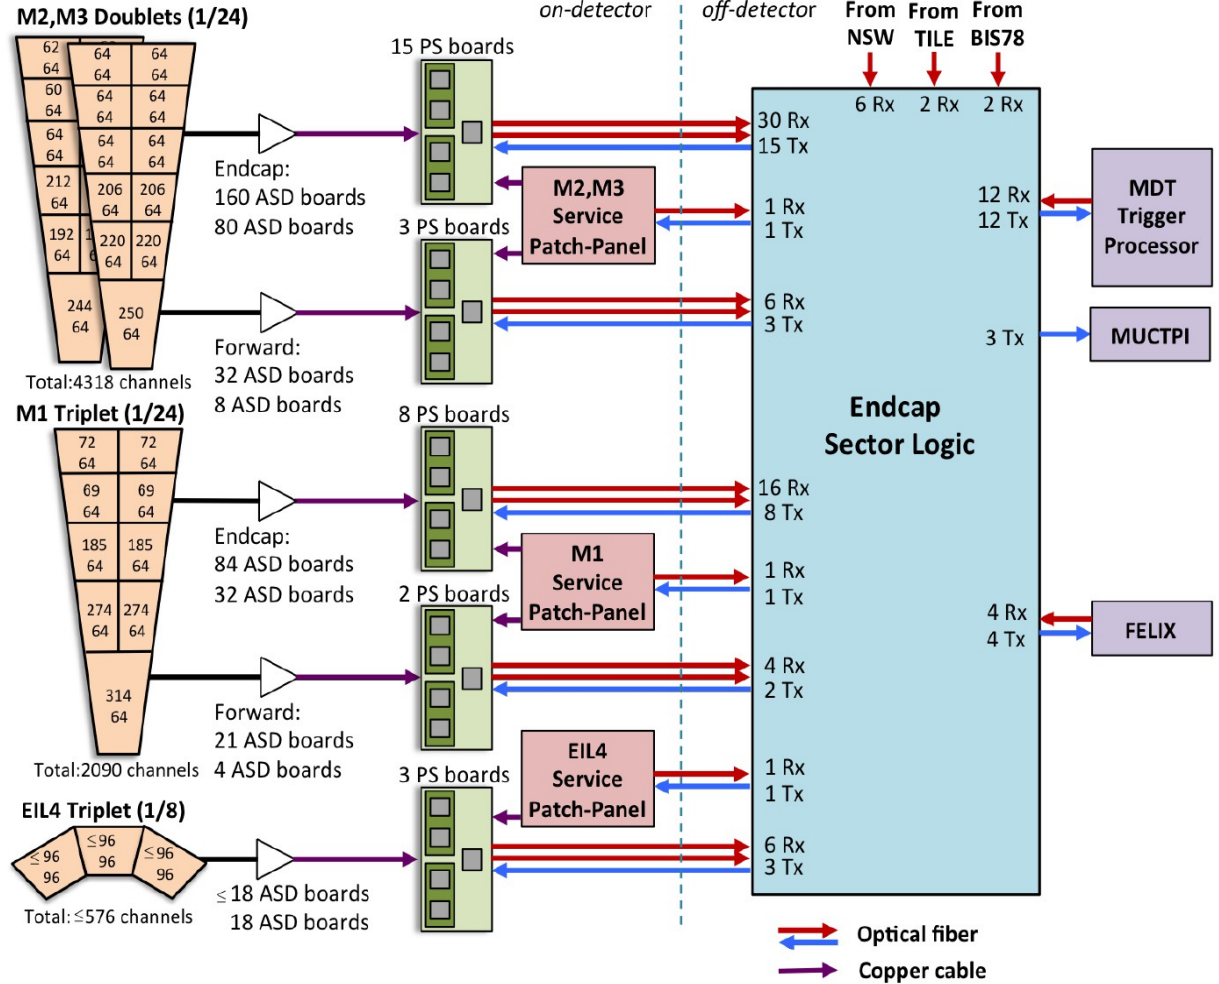 M2,M3 Doublets (1/24)
on-detector
off-detector
From
NSW
From
TILE
From
BIS78
6 Rx
2 Rx
2 Rx
62
64
60
64
64
64
212
64
192
64
244
64
64
64
64
64
64
64
64
64
64
64
64
64
206
64
206
64
220
64
220
64
250
64
Total:4318 channels
Endcap:
160 ASD boards
80 ASD boards
Forward:
32 ASD boards
8 ASD boards
15 PS boards
3 PS boards
M2,M3
Service
Patch-Panel
30 Rx
15 Tx
1 Rx
1 Tx
6 Rx
3 Tx
M1 Triplet (1/24)
72
64
72
64
69
64
69
64
185
64
185
64
274
64
274
64
314
64
Total:2090 channels
Endcap:
84 ASD boards
32 ASD boards
Forward:
21 ASD boards
4 ASD boards
8 PS boards
2 PS boards
M1
Service
Patch-Panel
16 Rx
8 Tx
1 Rx
1 Tx
4 Rx
2 Tx
EIL4 Triplet (1/8)
≤96
96
≤96
96
≤96
96
Total: ≤576 channels
≤18 ASD boards
18 ASD boards
3 PS boards
EIL4
Service
Patch-Panel
1 Rx
1 Tx
6 Rx
3 Tx
Endcap
Sector Logic
12 Rx
12 Tx
MDT
Trigger
Processor
3 Tx
MUCTPI
4 Rx
4 Tx
FELIX
Optical fiber
Copper cable